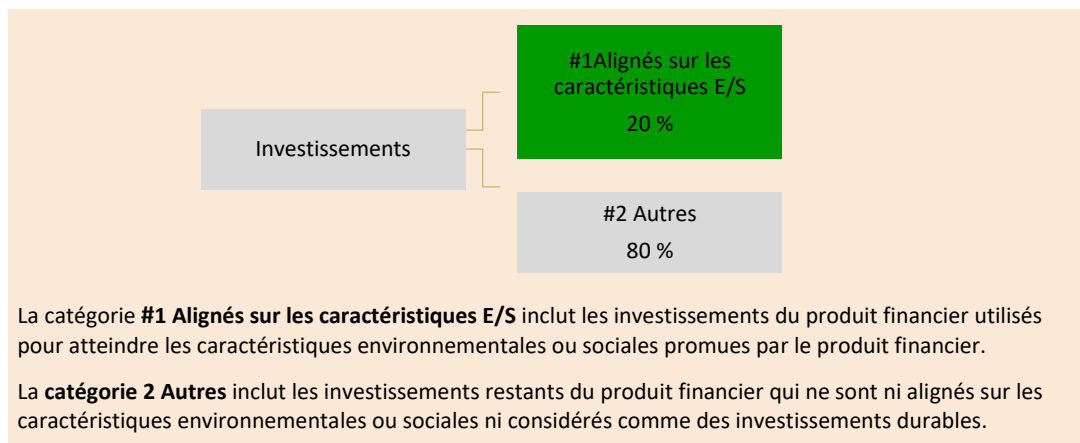 #1Alignés sur les
caractéristiques E/S
20 %
Investissements
#2 Autres
80 %
La catégorie #1 Alignés sur les caractéristiques E/S inclut les investissements du produit financier utilisés
pour atteindre les caractéristiques environnementales ou sociales promues par le produit financier.
La catégorie 2 Autres inclut les investissements restants du produit financier qui ne sont ni alignés sur les
caractéristiques environnementales ou sociales ni considérés comme des investissements durables.